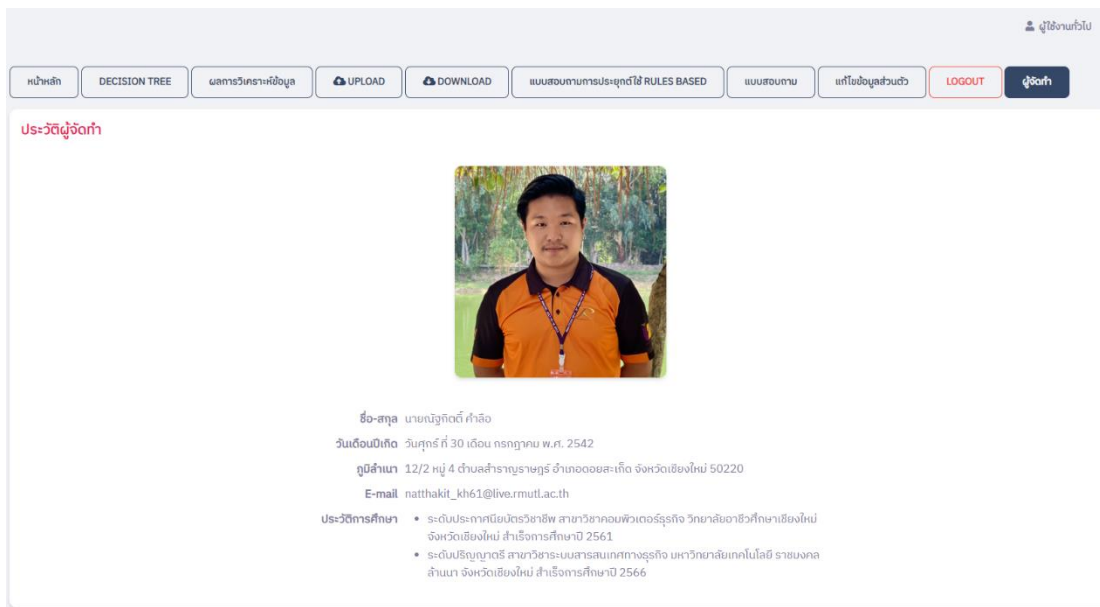 ผู้ใช้งานทั่วไป
หน้าหลัก DECISION TREE ผลการวิเคราะห์ข้อมูล UPLOAD DOWNLOAD แบบสอบถามการประยุกต์ใช้ RULES BASED แบบสอบถาม แก้ไขข้อมูลส่วนตัว LOGOUT ผู้จัดทำ
ประวัติผู้จัดทำ
ชื่อ-สกุล นายณัฐกิตติ์ คำลือ
วันเดือนปีเกิด วันศุกร์ ที่ 30 เดือน กรกฎาคม พ.ศ. 2542
ภูมิลำเนา 12/2 หมู่ 4 ตำบลสำราญราษฎร์ อำเภอดอยสะเก็ด จังหวัดเชียงใหม่ 50220
E-mail natthakit_kh61@live.rmutl.ac.th
ประวัติการศึกษา • ระดับประกาศนียบัตรวิชาชีพ สาขาวิชาคอมพิวเตอร์ธุรกิจ วิทยาลัยอาชีวศึกษาเชียงใหม่
จังหวัดเชียงใหม่ สำเร็จการศึกษาปี 2561
• ระดับปริญญาตรี สาขาวิชาระบบสารสนเทศทางธุรกิจ มหาวิทยาลัยเทคโนโลยี ราชมงคล
ล้านนา จังหวัดเชียงใหม่ สำเร็จการศึกษาปี 2566